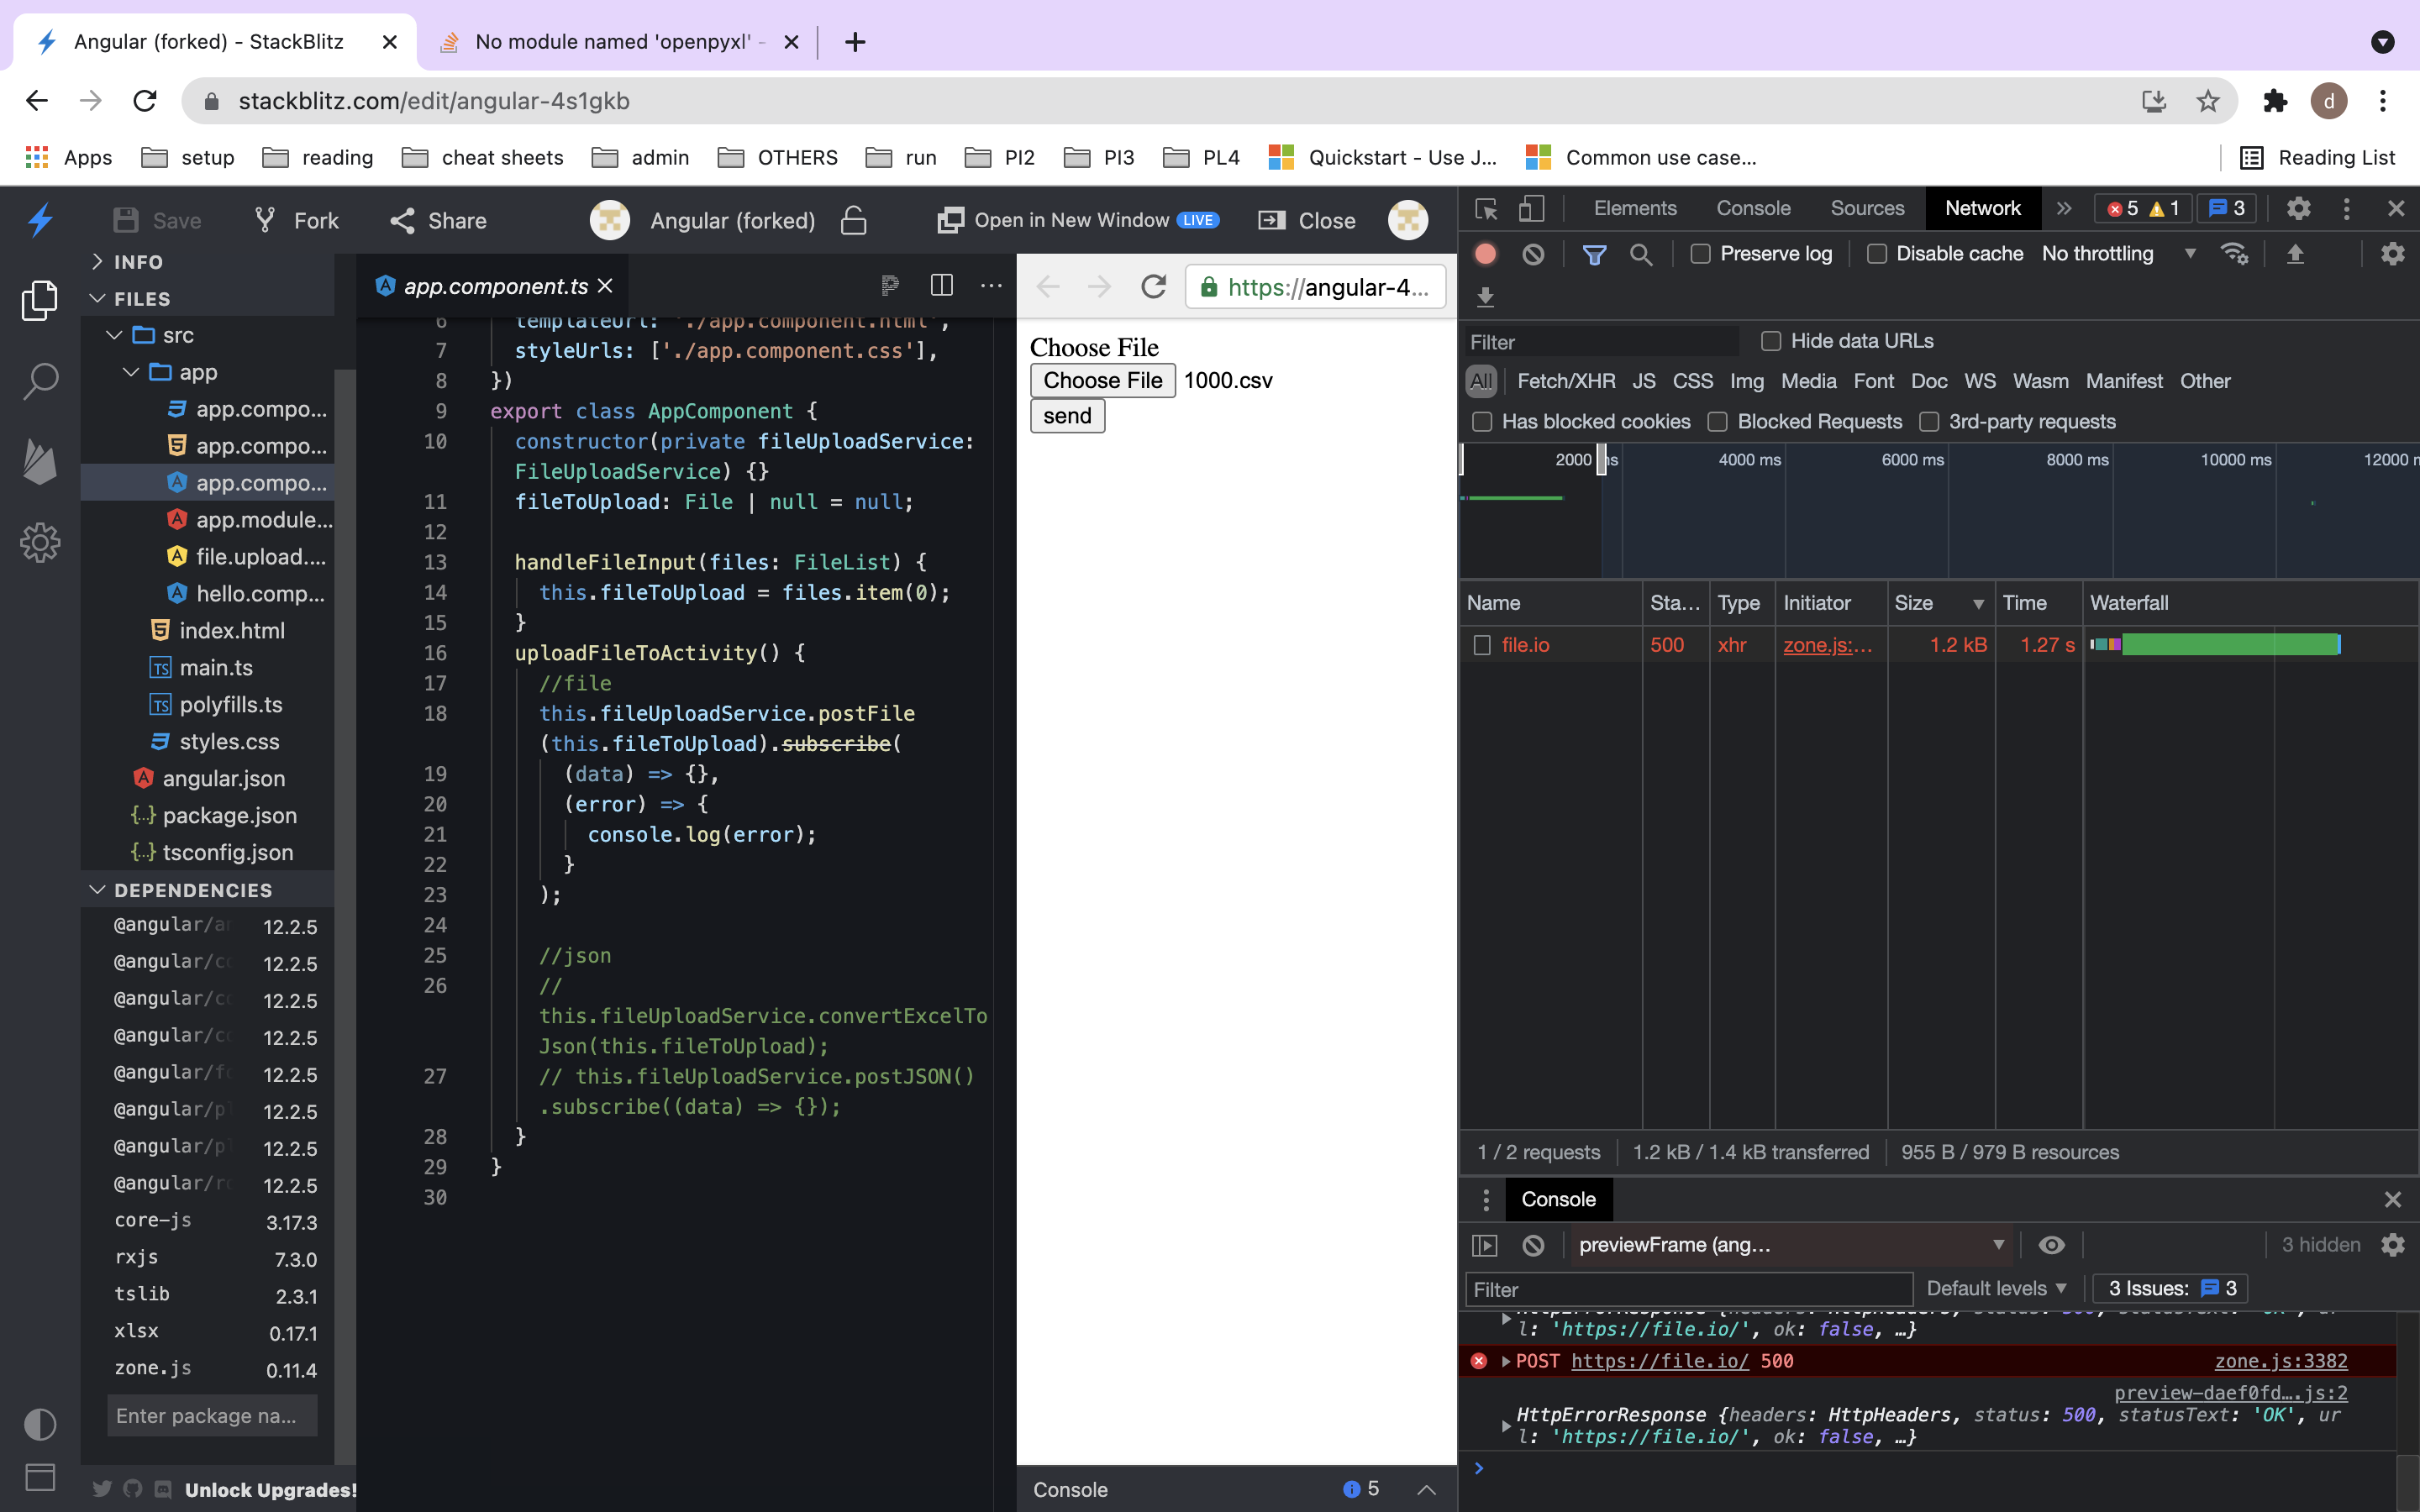 Angular (forked) - StackBlitz
No module named 'openpyxl' -
stackblitz.com/edit/angular-4s1gkb
d
Apps setup reading cheat sheets admin OTHERS run PI2 PI3 PL4 Quickstart - Use J... Common use case... Reading List
Save Fork Share Angular (forked) Open in New Window LIVE Close
INFO
FILES
src
app
app.compo...
app.compo...
app.compo...
app.module...
file.upload....
hello.comp...
index.html
main.ts
polyfills.ts
styles.css
angular.json
package.json
tsconfig.json
DEPENDENCIES
@angular/ 12.2.5
@angular/c 12.2.5
@angular/c 12.2.5
@angular/c 12.2.5
@angular/f 12.2.5
@angular/p 12.2.5
@angular/p 12.2.5
@angular/r 12.2.5
core-js 3.17.3
rxjs 7.3.0
tslib 2.3.1
xlsx 0.17.1
zone.js 0.11.4
Enter package na...
Unlock Upgrades!
app.component.ts
6 templateUrl: './app.component.html',
7 styleUrls: ['./app.component.css'],
8 })
9 export class AppComponent {
10 constructor(private fileUploadService:
FileUploadService) {}
11 fileToUpload: File | null = null;
12
13 handleFileInput(files: FileList) {
14 this.fileToUpload = files.item(0);
15 }
16 uploadFileToActivity() {
17 //file
18 this.fileUploadService.postFile
(this.fileToUpload).subscribe(
19 (data) => {},
20 (error) => {
21 console.log(error);
22 }
23 );
24
25 //json
26 //
this.fileUploadService.convertExcelTo
Json(this.fileToUpload);
27 // this.fileUploadService.postJSON()
.subscribe((data) => {});
28 }
29 }
30
https://angular-4...
Choose File
Choose File 1000.csv
send
Console 5
Elements Console Sources Network 5 1 3
Preserve log Disable cache No throttling
Filter Hide data URLs
All Fetch/XHR JS CSS Img Media Font Doc WS Wasm Manifest Other
Has blocked cookies Blocked Requests 3rd-party requests
2000 ms 4000 ms 6000 ms 8000 ms 10000 ms 12000 m
Name Sta... Type Initiator Size Time Waterfall
file.io 500 xhr zone.js:... 1.2 kB 1.27 s
1 / 2 requests 1.2 kB / 1.4 kB transferred 955 B / 979 B resources
Console
previewFrame (ang... 3 hidden
Filter Default levels 3 Issues: 3
HttpErrorResponse {headers: HttpHeaders, status: 500, statusText: 'OK', ur
l: 'https://file.io/', ok: false, …}
POST https://file.io/ 500 zone.js:3382
preview-daef0fd….js:2
HttpErrorResponse {headers: HttpHeaders, status: 500, statusText: 'OK', ur
l: 'https://file.io/', ok: false, …}